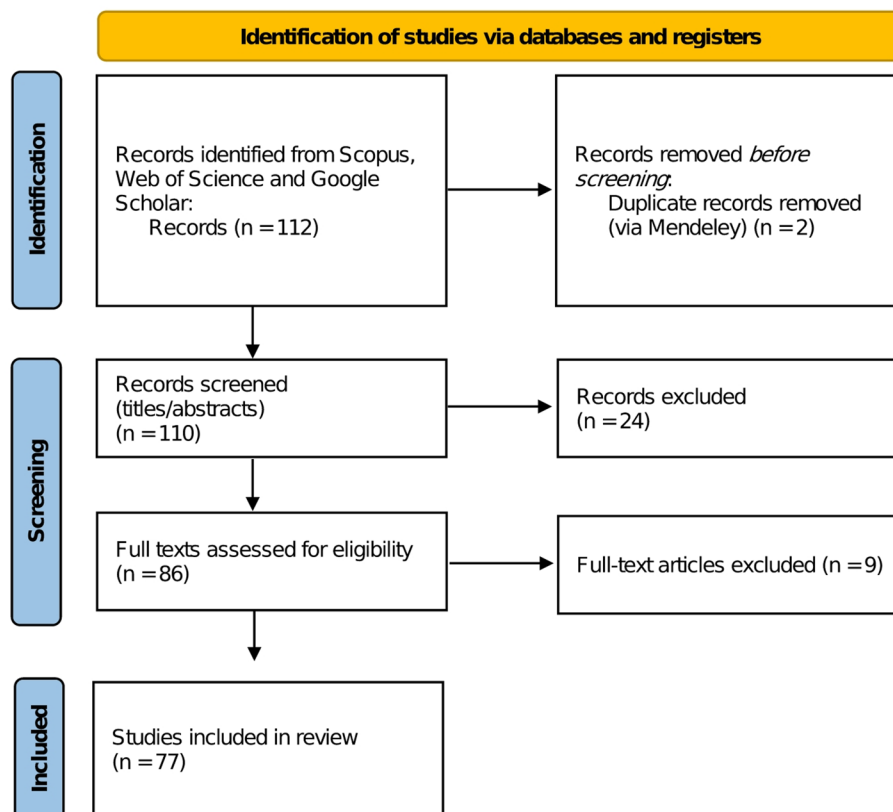 Identification of studies via databases and registers
Identification
Records identified from Scopus,
Web of Science and Google
Scholar:
Records (n = 112)
Records removed before
screening:
Duplicate records removed
(via Mendeley) (n = 2)
Screening
Records screened
(titles/abstracts)
(n = 110)
Records excluded
(n = 24)
Full texts assessed for eligibility
(n = 86)
Full-text articles excluded (n = 9)
Included
Studies included in review
(n = 77)